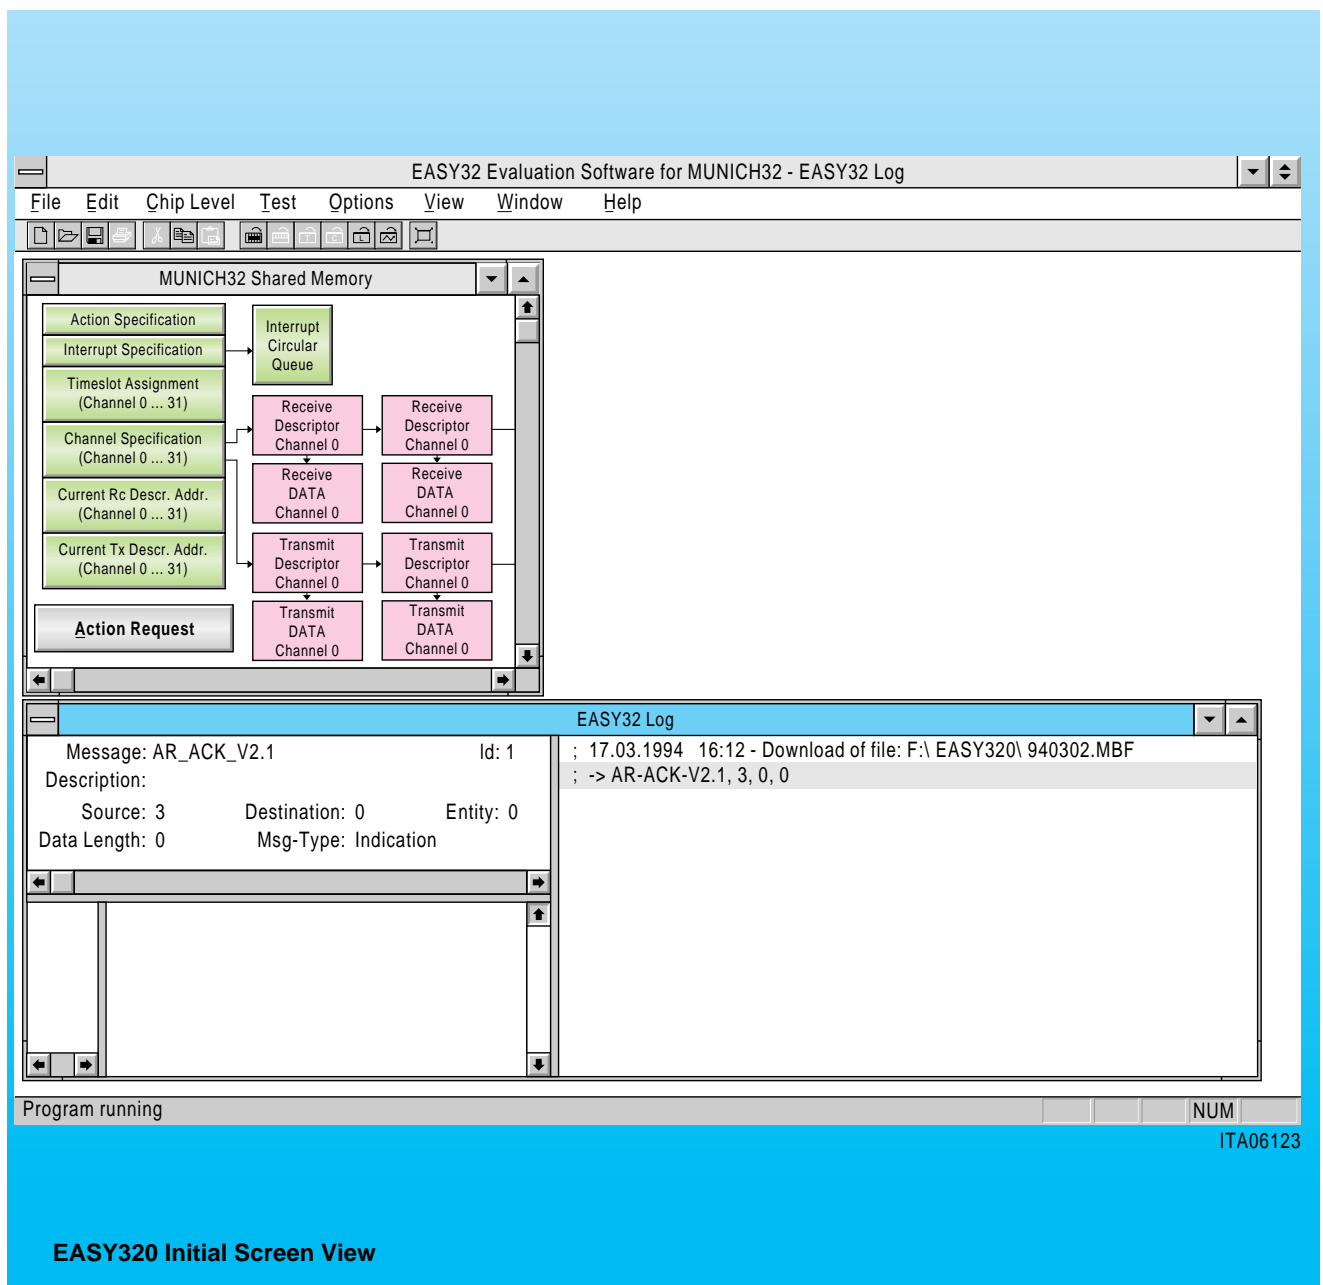 EASY32 Evaluation Software for MUNICH32 - EASY32 Log
File Edit Chip Level Test Options View Window Help
MUNICH32 Shared Memory
Action Specification
Interrupt Specification
Timeslot Assignment
(Channel 0 ... 31)
Channel Specification
(Channel 0 ... 31)
Current Rc Descr. Addr.
(Channel 0 ... 31)
Current Tx Descr. Addr.
(Channel 0 ... 31)
Action Request
Interrupt
Circular
Queue
Receive
Descriptor
Channel 0
Receive
Descriptor
Channel 0
Receive
DATA
Channel 0
Receive
DATA
Channel 0
Transmit
Descriptor
Channel 0
Transmit
Descriptor
Channel 0
Transmit
DATA
Channel 0
Transmit
DATA
Channel 0
EASY32 Log
Message: AR_ACK_V2.1 Id: 1
Description:
Source: 3 Destination: 0 Entity: 0
Data Length: 0 Msg-Type: Indication
; 17.03.1994 16:12 - Download of file: F:\ EASY320\ 940302.MBF
; -> AR-ACK-V2.1, 3, 0, 0
Program running
NUM
ITA06123
EASY320 Initial Screen View